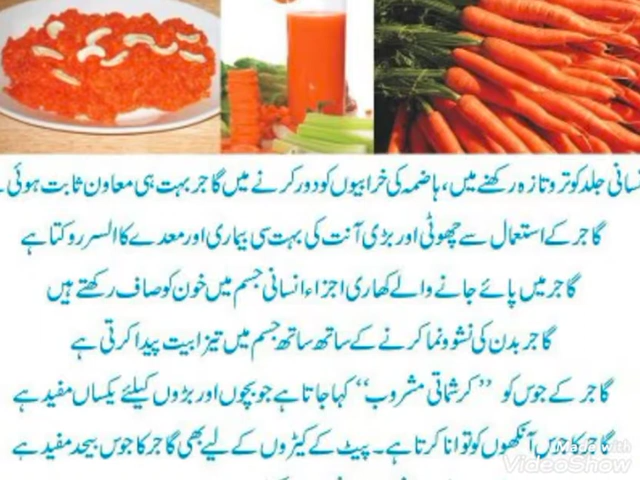 انسانی جلد کو تروتازہ رکھنے میں، ہاضمہ کی خرابیوں کو دور کرنے میں گاجر بہت ہی معاون ثابت ہوئی ہے
گاجر کے استعمال سے چھوٹی اور بڑی آنت کی بہت سی بیماری اور معدے کا السر روکتا ہے
گاجر میں پائے جانے والے کھاری اجزاء انسانی جسم میں خون کو صاف رکھتے ہیں
گاجر بدن کی نشوونما کرنے کے ساتھ ساتھ جسم میں تیزابیت پیدا کرتی ہے
گاجر کے جوس کو ”کرشماتی مشروب“ کہا جاتا ہے جو بچوں اور بڑوں کیلئے یکساں مفید ہے
گاجر کا جوس آنکھوں کو توانا کرتا ہے۔ پیٹ کے کیڑوں کے لیے بھی گاجر کا جوس بیحد مفید ہے
Made with
VideoShow